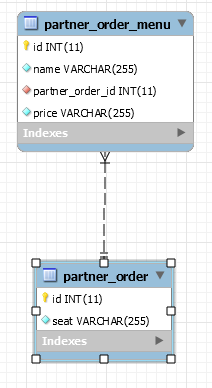 partner_order_menu
id INT(11)
name VARCHAR(255)
partner_order_id INT(11)
price VARCHAR(255)
Indexes
partner_order
id INT(11)
seat VARCHAR(255)
Indexes